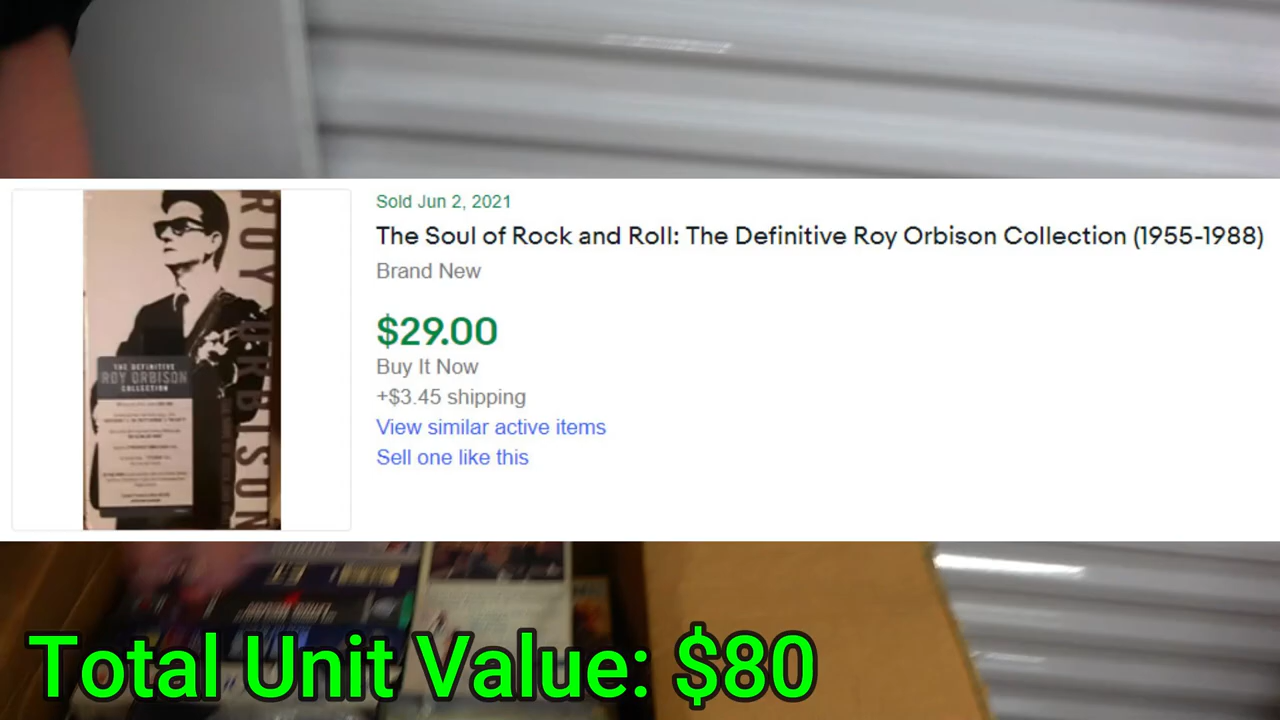 Sold Jun 2, 2021
The Soul of Rock and Roll: The Definitive Roy Orbison Collection (1955-1988)
Brand New
$29.00
Buy It Now
+$3.45 shipping
View similar active items
Sell one like this
ROY ORBISON
THE DEFINITIVE
ROY ORBISON
COLLECTION
Total Unit Value: $80